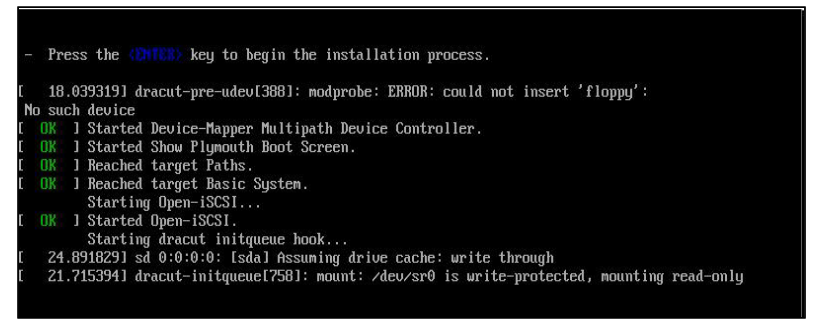 - Press the <ENTER> key to begin the installation process.
[ 18.039319] dracut-pre-udev[388]: modprobe: ERROR: could not insert 'floppy':
No such device
[ OK ] Started Device-Mapper Multipath Device Controller.
[ OK ] Started Show Plymouth Boot Screen.
[ OK ] Reached target Paths.
[ OK ] Reached target Basic System.
Starting Open-iSCSI...
[ OK ] Started Open-iSCSI.
Starting dracut initqueue hook...
[ 24.891829] sd 0:0:0:0: [sda] Assuming drive cache: write through
[ 21.715394] dracut-initqueue[758]: mount: /dev/sr0 is write-protected, mounting read-only